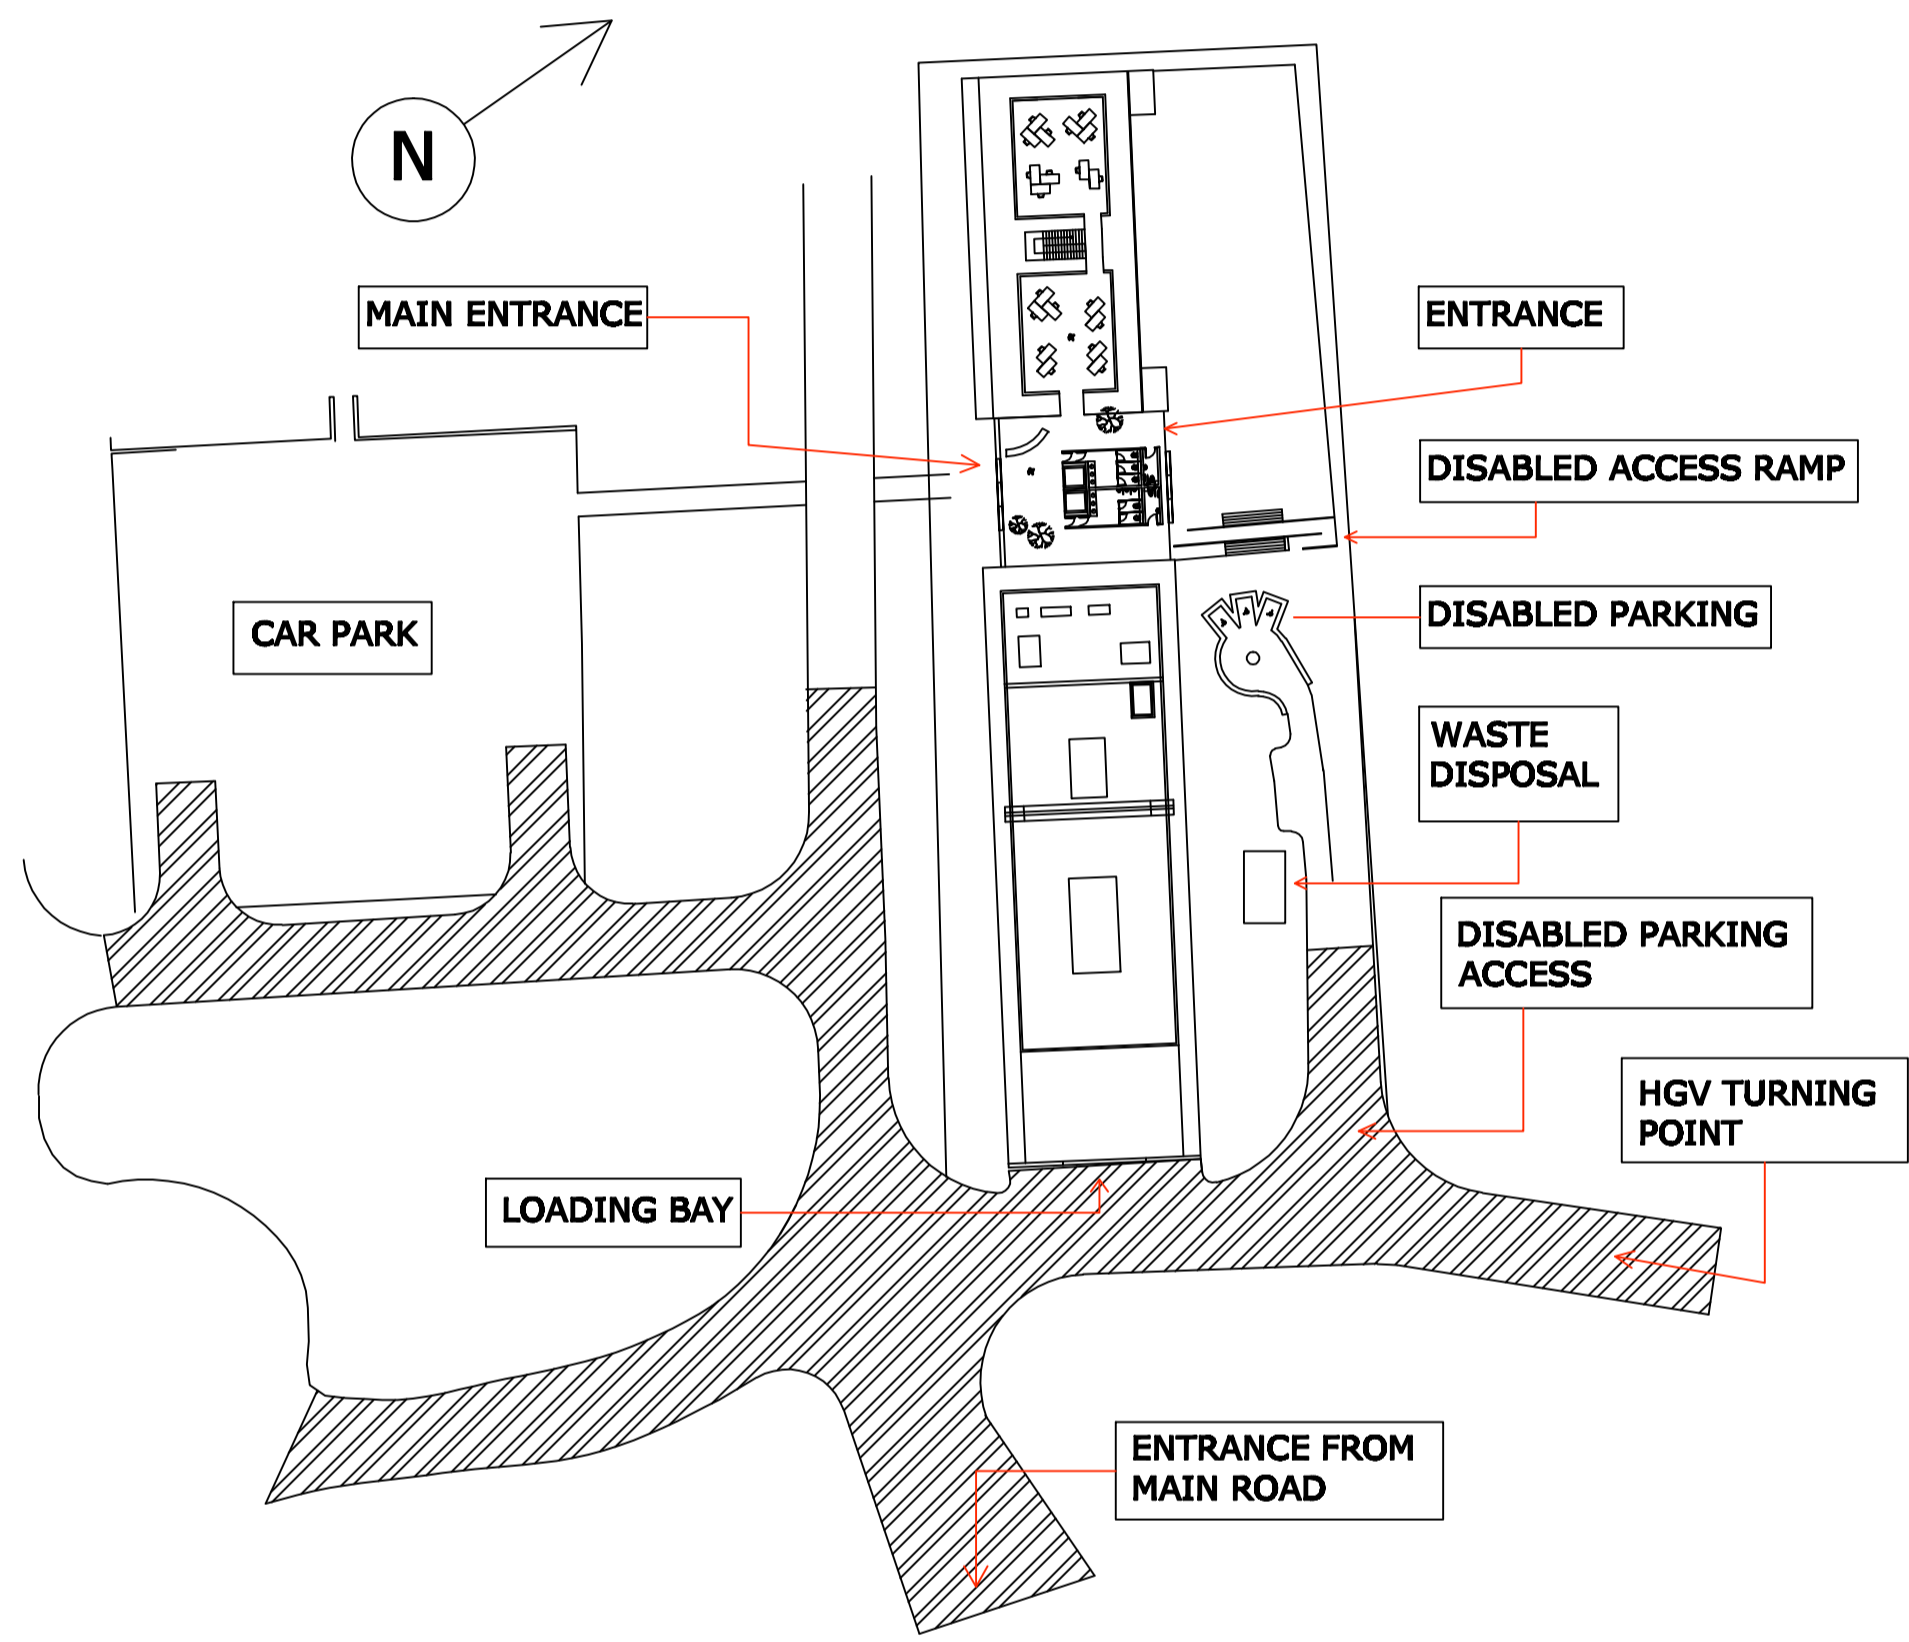 N
MAIN ENTRANCE
ENTRANCE
DISABLED ACCESS RAMP
CAR PARK
DISABLED PARKING
WASTE
DISPOSAL
DISABLED PARKING
ACCESS
HGV TURNING
POINT
LOADING BAY
ENTRANCE FROM
MAIN ROAD